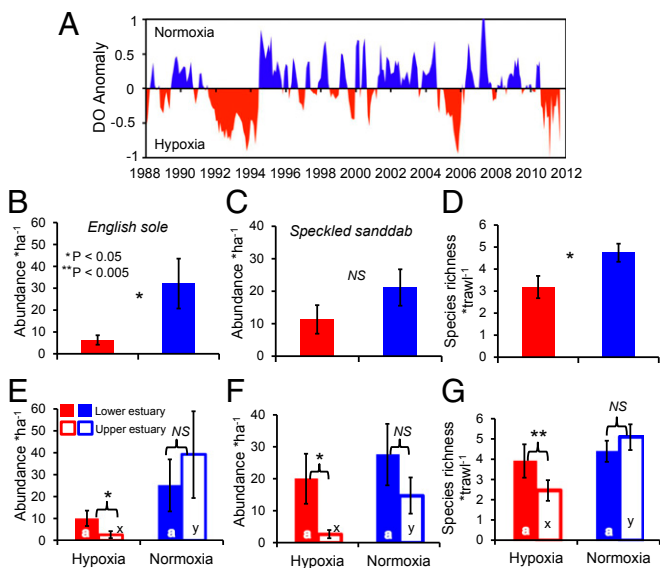 A
DO Anomaly
1
0.5
0
-0.5
-1
Normoxia
Hypoxia
1988 1990 1992 1994 1996 1998 2000 2002 2004 2006 2008 2010 2012
B
Abundance *ha-1
60
50
40
30
20
10
0
English sole
*P < 0.05
**P < 0.005
*
C
Abundance *ha-1
40
30
20
10
0
Speckled sanddab
NS
D
Species richness
*trawl-1
6
5
4
3
2
1
0
*
E
Abundance *ha-1
60
50
40
30
20
10
0
Lower estuary
Upper estuary
*
NS
a x a y
Hypoxia Normoxia
F
Abundance *ha-1
40
30
20
10
0
*
NS
a x a y
Hypoxia Normoxia
G
Species richness
*trawl-1
6
5
4
3
2
1
0
**
NS
a x a y
Hypoxia Normoxia